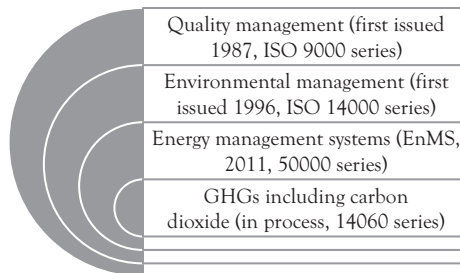 Quality management (first issued
1987, ISO 9000 series)
Environmental management (first
issued 1996, ISO 14000 series)
Energy management systems (EnMS,
2011, 50000 series)
GHGs including carbon
dioxide (in process, 14060 series)